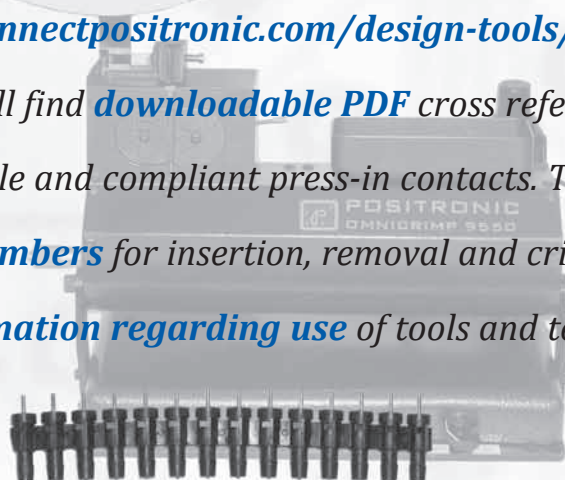 nnectpositronic.com/design-tools/
ll find downloadable PDF cross refe
le and compliant press-in contacts. T
POSITRONIC
OMNICRIMP 9550
mbers for insertion, removal and cri
mation regarding use of tools and te